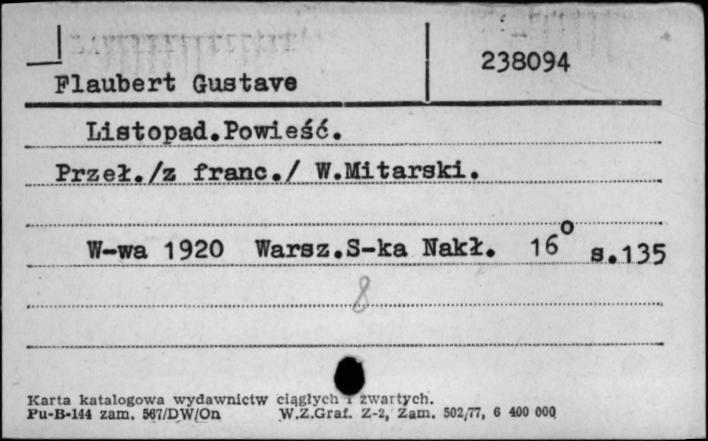 238094
Flaubert Gustave
Listopad.Powieść.
Przeł./z franc./ W.Mitarski.
W-wa 1920 Warsz.S-ka Nakł. 16° s.135
8
Karta katalogowa wydawnictw ciągłych i zwartych.
Pu-B-144 zam. 567/DW/On W.Z.Graf. Z-2, Zam. 502/77, 6 400 000